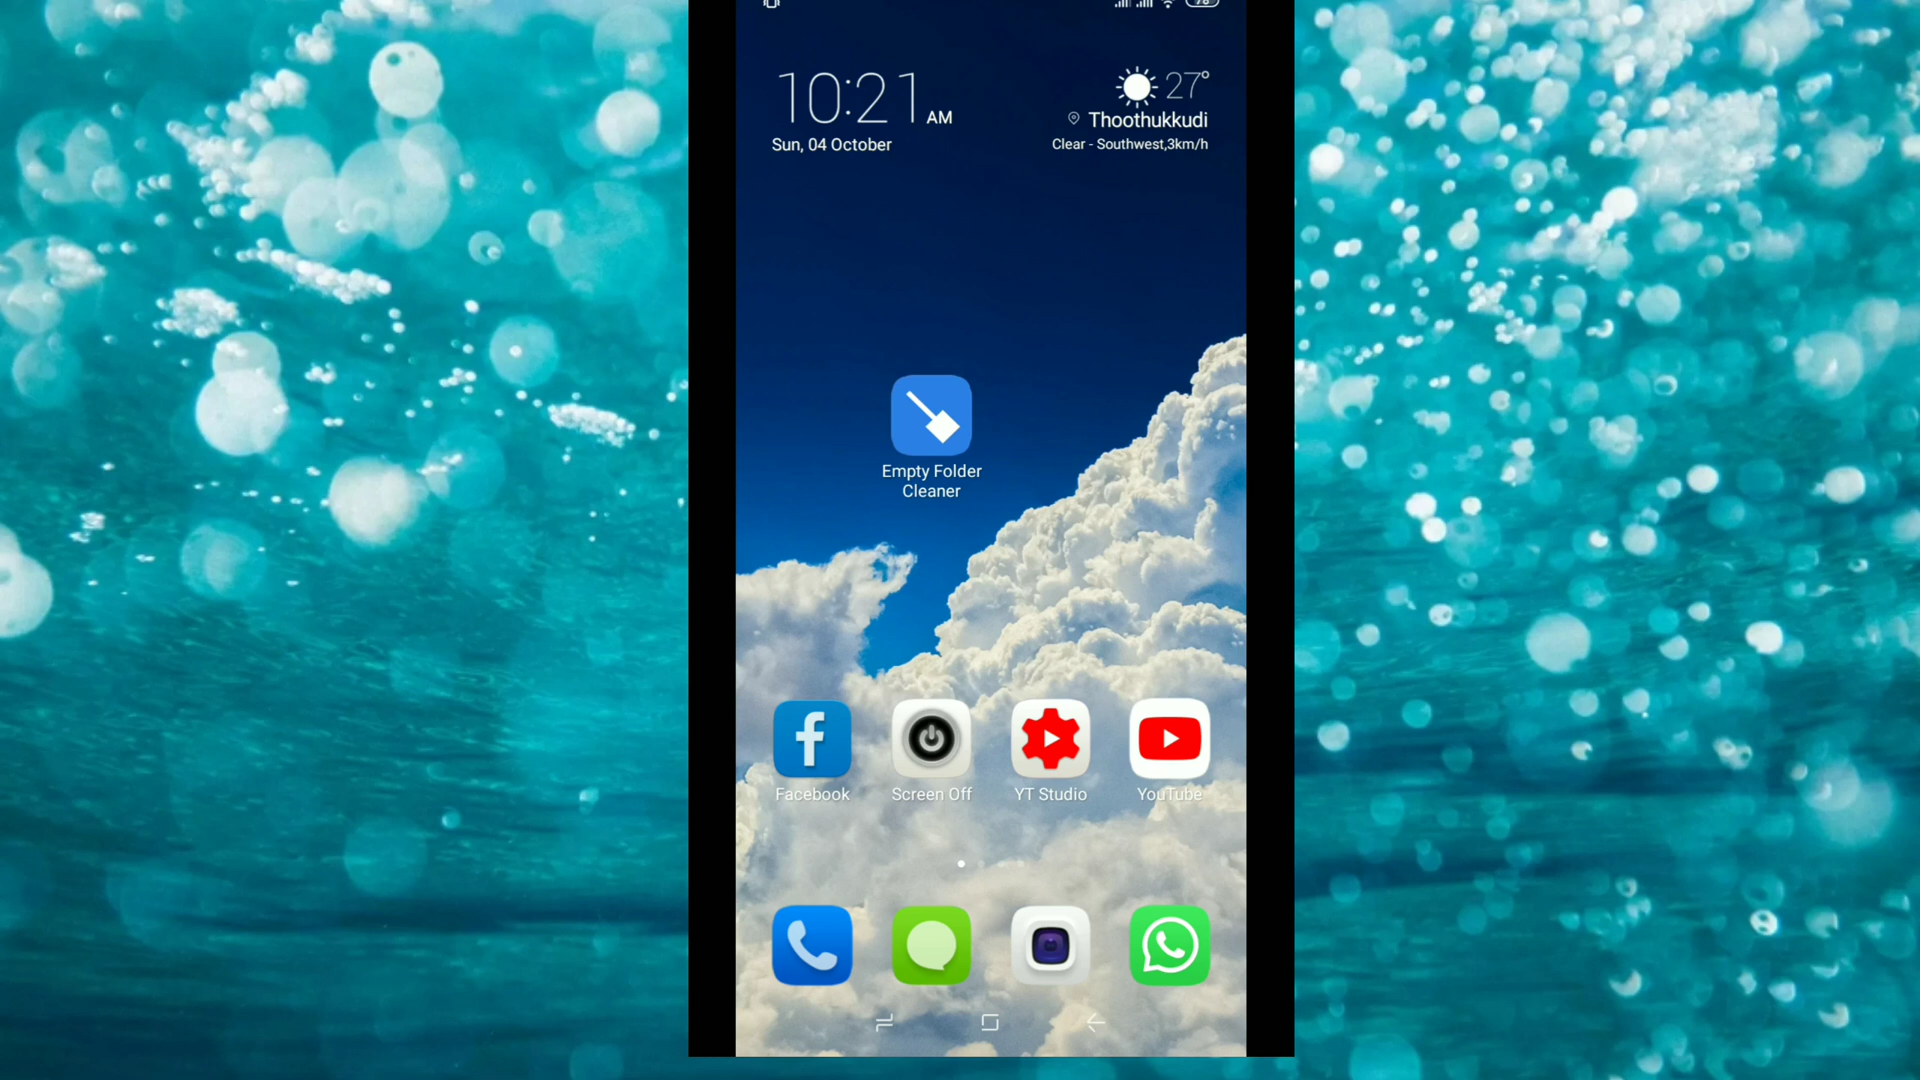 10:21 AM
Sun, 04 October
27°
Thoothukkudi
Clear - Southwest,3km/h
Empty Folder
Cleaner
Facebook
Screen Off
YT Studio
YouTube